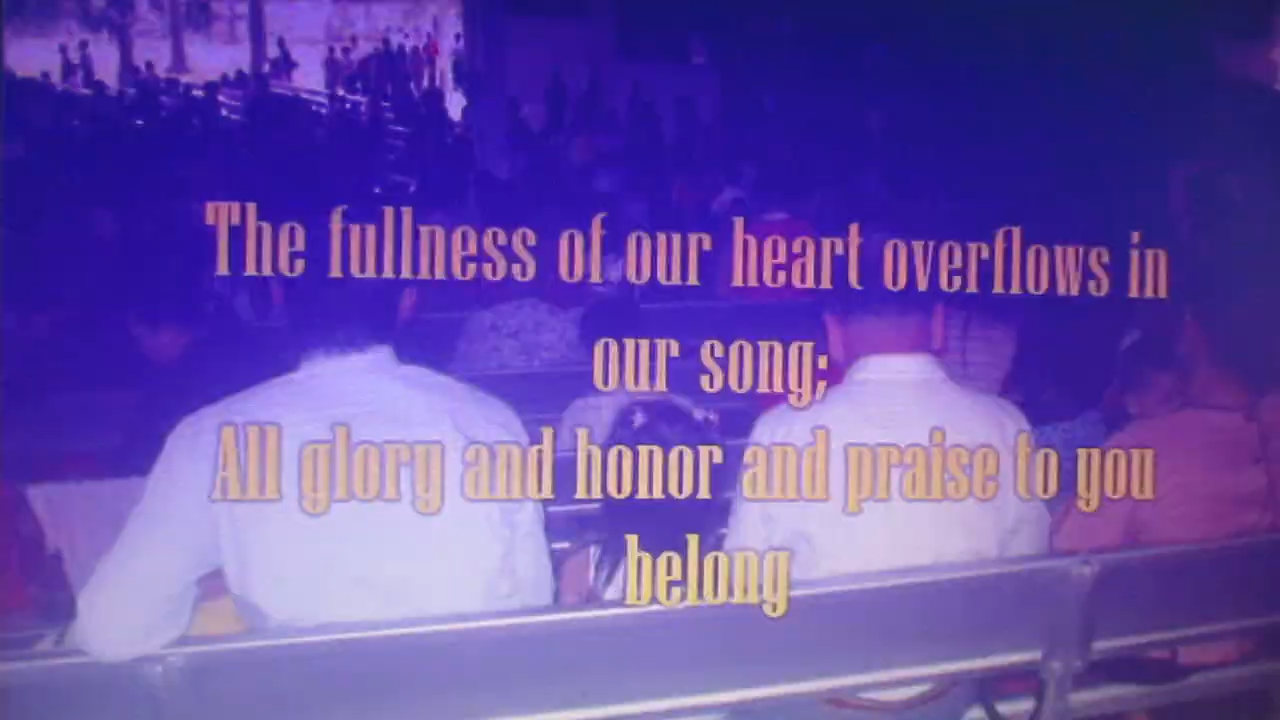 The fullness of our heart overflows in
our song;
All glory and honor and praise to you
belong